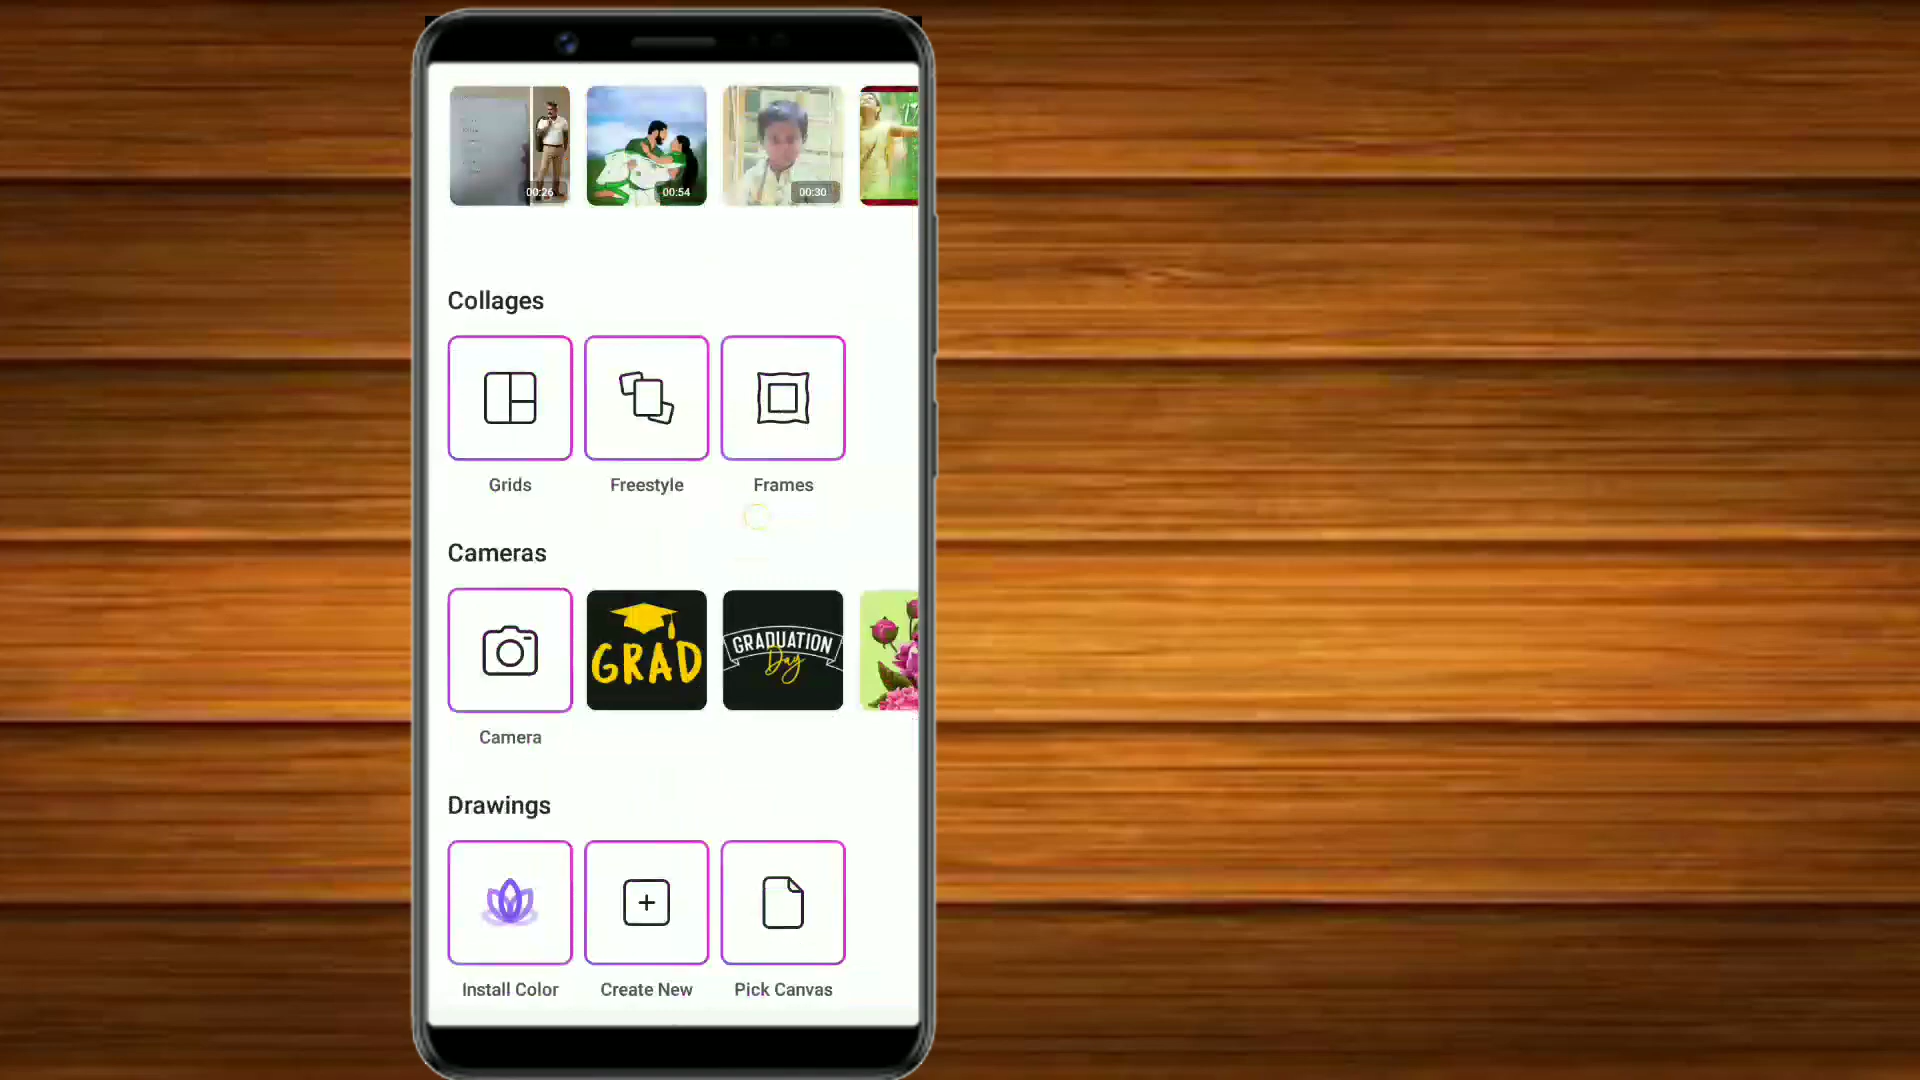 00:26
00:54
00:30
Collages
Grids
Freestyle
Frames
Cameras
GRAD
GRADUATION
Day
Camera
Drawings
Install Color
Create New
Pick Canvas